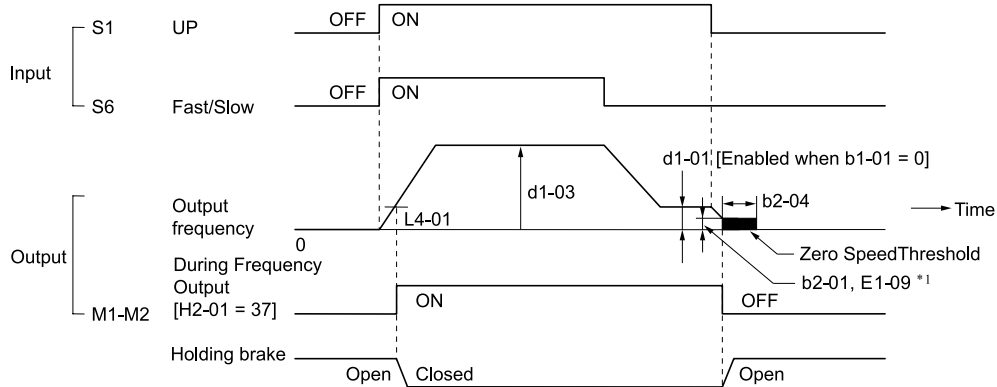 Input
S1 UP OFF ON
S6 Fast/Slow OFF ON
d1-01 [Enabled when b1-01 = 0]
d1-03
b2-04
Output
Output
frequency
L4-01
Time
0
Zero SpeedThreshold
During Frequency
Output
[H2-01 = 37]
b2-01, E1-09 *1
M1-M2
ON OFF
Holding brake
Open Closed Open